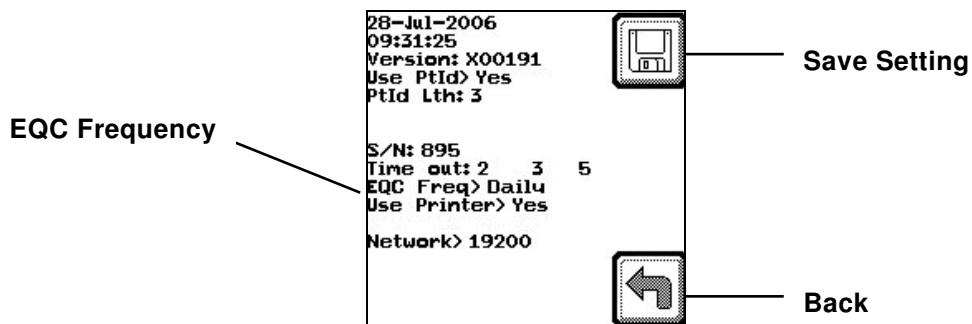 28-Jul-2006
09:31:25
Version: X00191
Use PtId> Yes
PtId Lth: 3
Save Setting
EQC Frequency
S/N: 895
Time out: 2 3 5
EQC Freq> Daily
Use Printer> Yes
Network> 19200
Back